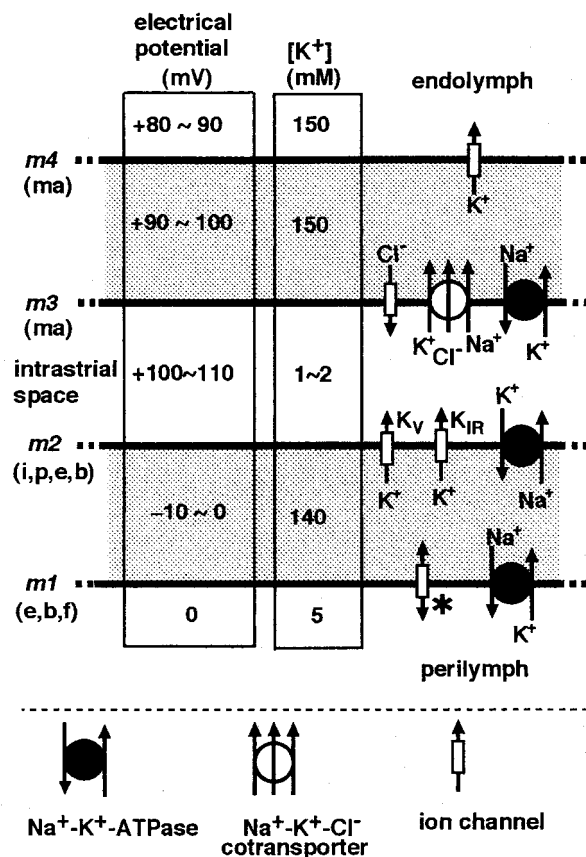 electrical
potential
(mV)
[K⁺]
(mM)
endolymph
+80 ~ 90
150
m4
(ma)
K⁺
+90 ~ 100
150
Cl⁻
Na⁺
m3
(ma)
K⁺
Cl⁻
Na⁺
K⁺
intrastrial
space
+100~110
1~2
K⁺
m2
(i,p,e,b)
K_V
K_IR
K⁺
K⁺
Na⁺
−10 ~ 0
140
Na⁺
m1
(e,b,f)
0
5
*
K⁺
perilymph
Na⁺-K⁺-ATPase
Na⁺-K⁺-Cl⁻
cotransporter
ion channel